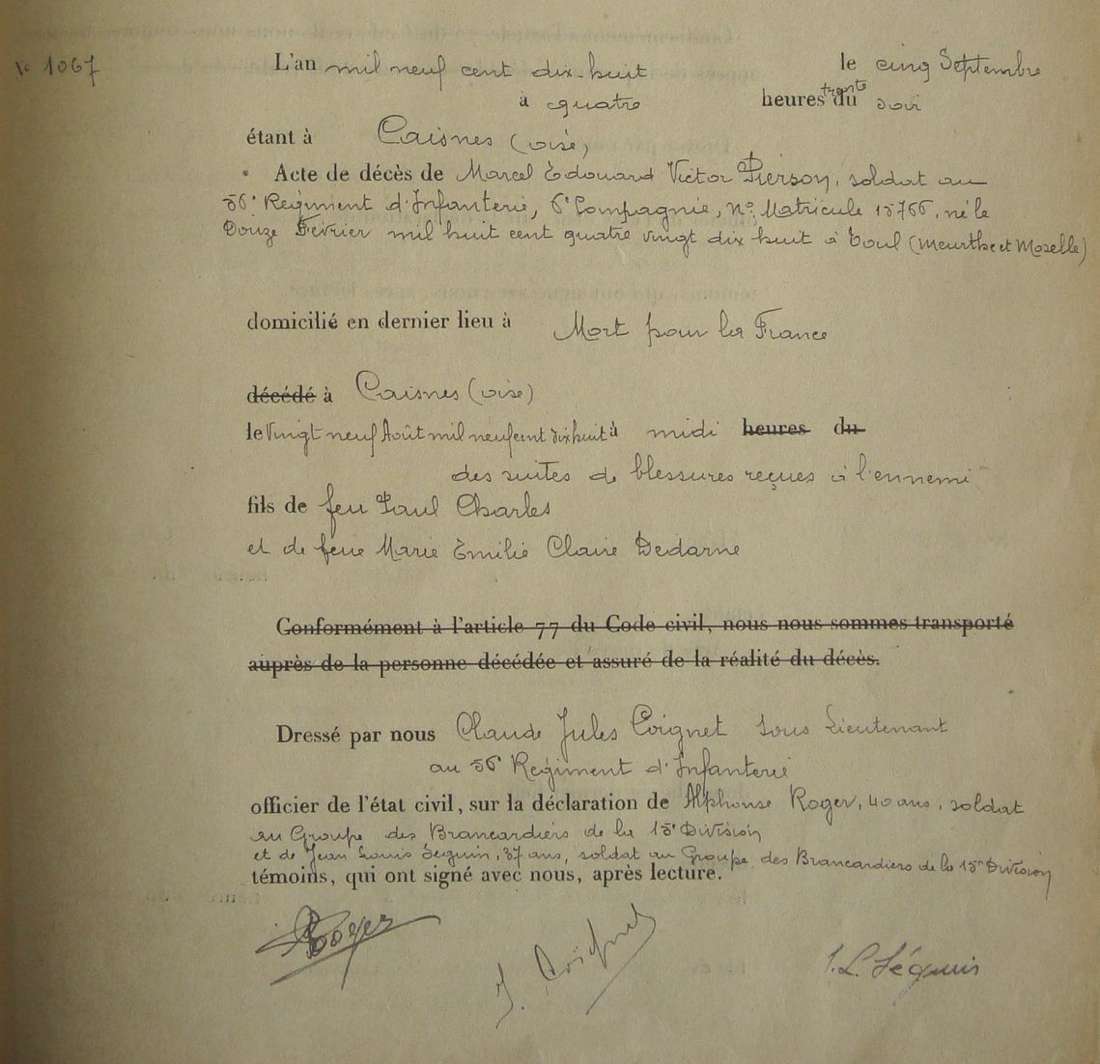 No 1067
L'an mil neuf cent dix-huit le cinq Septembre
à quatre heures trente du soir
étant à Caisnes (oise)
Acte de décès de Marcel Edouard Victor Pierson, soldat au
56e Régiment d'Infanterie, 6e Compagnie, No Matricule 15766, né le
Douze Février mil huit cent quatre vingt dix huit à Toul (Meurthe et Moselle)
domicilié en dernier lieu à Mort pour la France
décédé à Caisnes (oise)
le Vingt neuf Août mil neuf cent dix huit à midi heures du
des suites de blessures reçues à l'ennemi
fils de feu Paul Charles
et de feue Marie Emilie Claire Dedarne
Conformément à l'article 77 du Code civil, nous nous sommes transporté
auprès de la personne décédée et assuré de la réalité du décès.
Dressé par nous Claude Jules Coignet Sous Lieutenant
au 56e Régiment d'Infanterie
officier de l'état civil, sur la déclaration de Alphonse Roger, 40 ans, soldat
au Groupe des Brancardiers de la 15e Division
et de Jean Louis Séguin, 37 ans, soldat au Groupe des Brancardiers de la 15e Division
témoins, qui ont signé avec nous, après lecture.
Roger
J. Coignet
J. L. Séguin